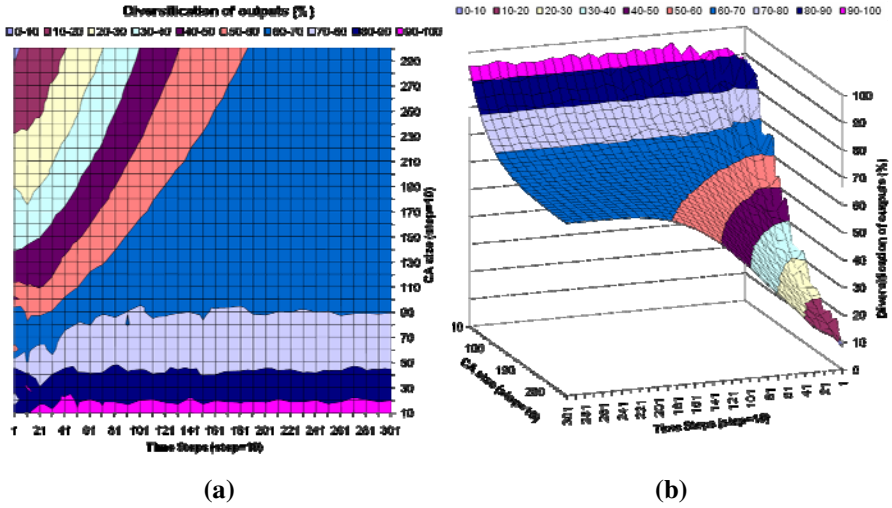 Diversification of outputs (%)
0-10 10-20 20-30 30-40 40-50 50-60 60-70 70-80 80-90 90-100
290
270
250
230
210
190
170
150
130
110
90
70
50
30
10
CA size (step=10)
1 21 41 61 81 101 121 141 161 181 201 221 241 261 281 301
Time Steps (step=10)
(a)
0-10 10-20 20-30 30-40 40-50 50-60 60-70 70-80 80-90 90-100
100
90
80
70
60
50
40
30
20
10
0
Diversification of outputs (%)
10
100
190
280
CA size (step=10)
301 281 261 241 221 201 181 161 141 121 101 81 61 41 21 1
Time Steps (step=10)
(b)